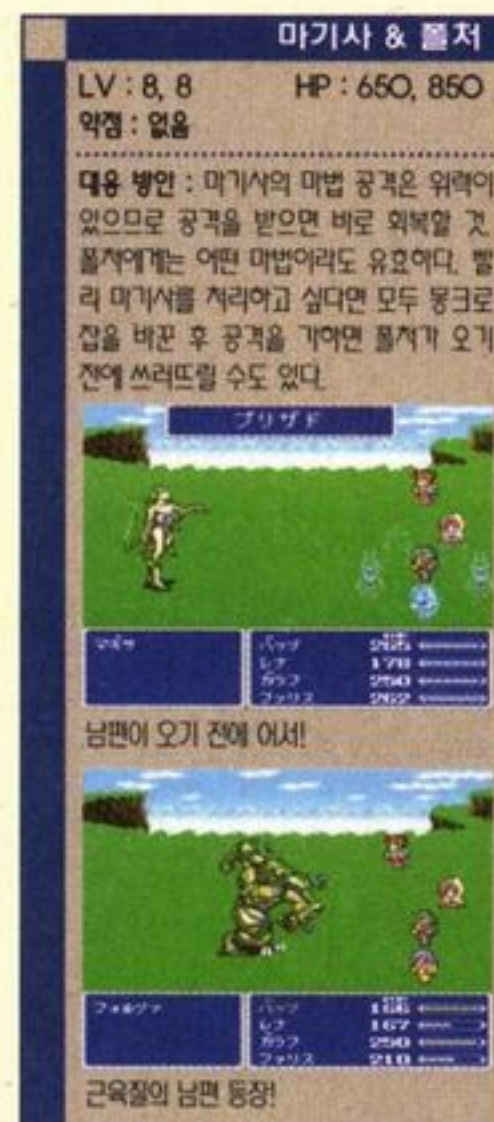 마기사 & 폴처
LV : 8, 8 HP : 650, 850
약점 : 없음
대응 방안 : 마기사의 마법 공격은 위력이
있으므로 공격을 받으면 바로 회복할 것.
폴처에게는 어떤 마법이라도 유효하다. 빨
리 마기사를 처리하고 싶다면 모두 몽크로
잡을 바꾼 후 공격을 가하면 폴처가 오기
전에 쓰러뜨릴 수도 있다.
ブリザド
マギサ
バッツ 265
レナ 178
ガラフ 250
ファリス 262
남편이 오기 전에 어서!
フォルツァ
バッツ
レナ 167
ガラフ 250
ファリス 218
근육질의 남편 등장!